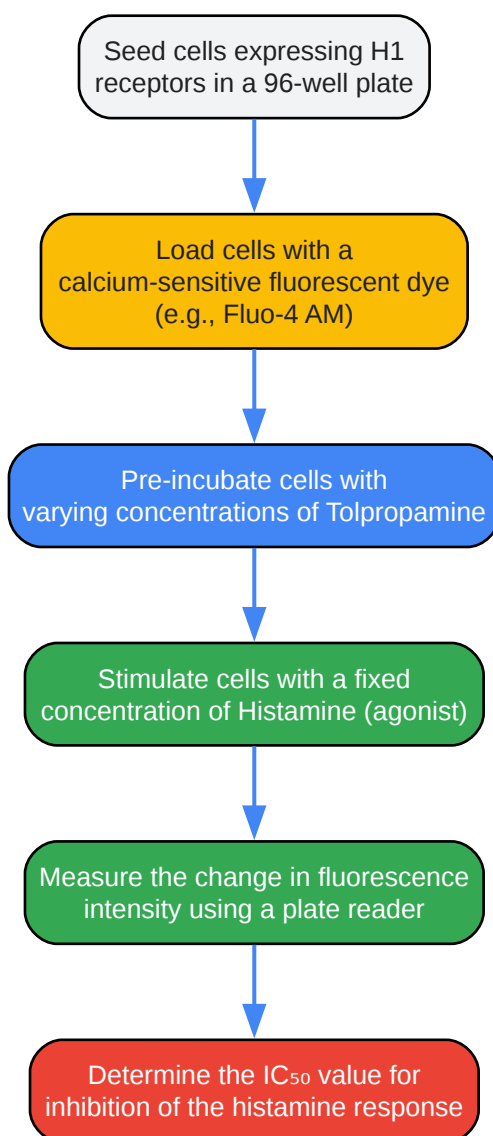 Seed cells expressing H1
receptors in a 96-well plate
Load cells with a
calcium-sensitive fluorescent dye
(e.g., Fluo-4 AM)
Pre-incubate cells with
varying concentrations of Tolpropamine
Stimulate cells with a fixed
concentration of Histamine (agonist)
Measure the change in fluorescence
intensity using a plate reader
Determine the IC₅₀ value for
inhibition of the histamine response